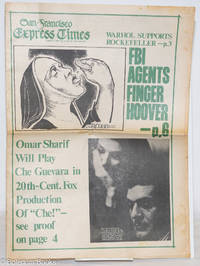 San Francisco
Express Times
WARHOL SUPPORTS
ROCKEFELLER -p.3
FBI
AGENTS
FINGER
HOOVER
-p.6
Omar Sharif
Will Play
Che Guevara in
20th-Cent. Fox
Production
Of "Che!"-
see proof
on page 4